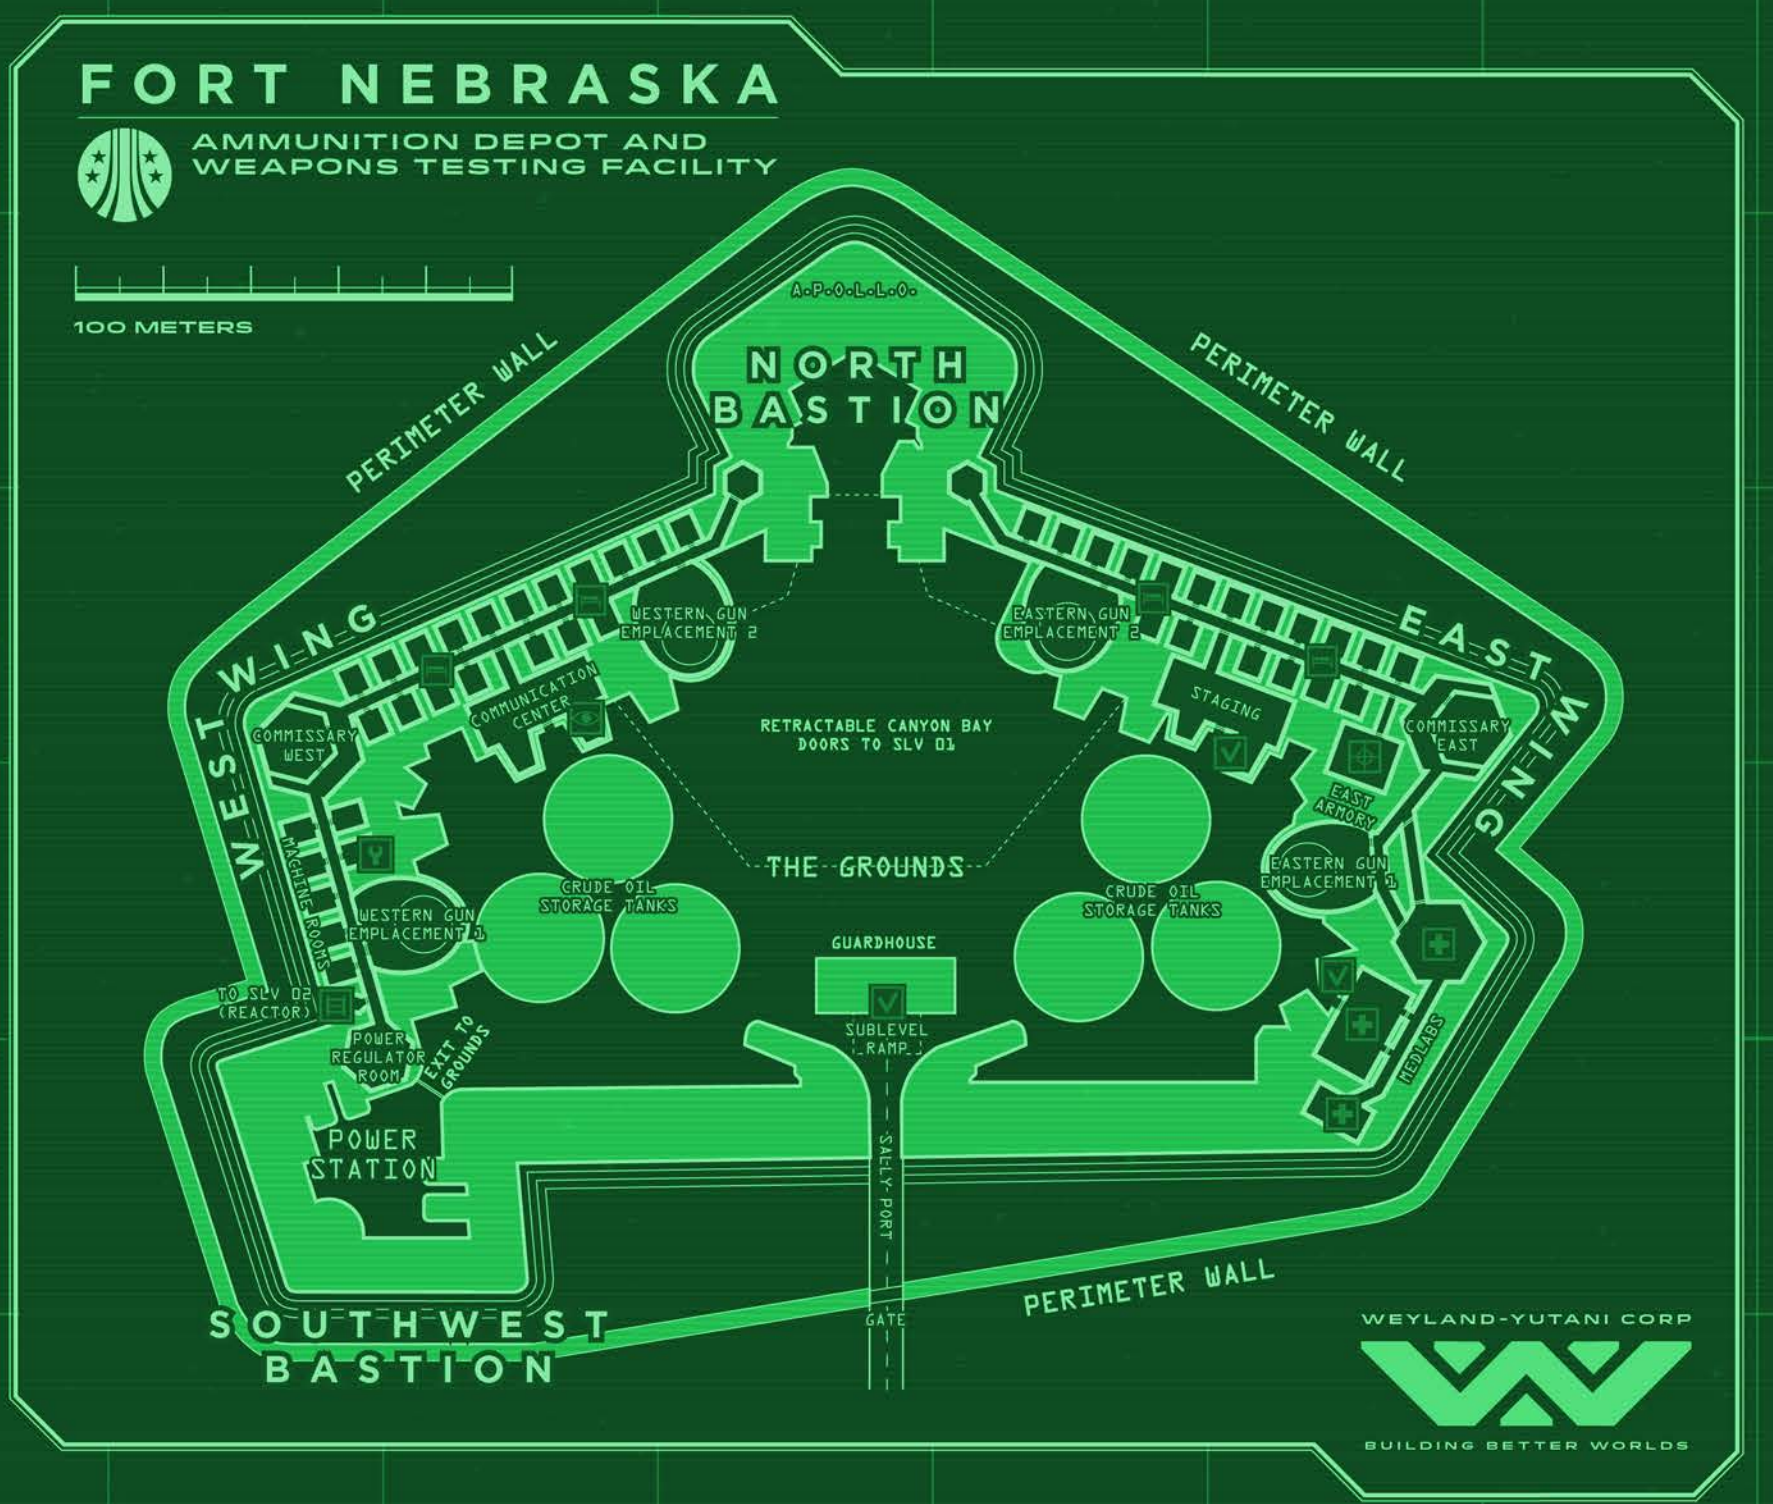 FORT NEBRASKA
AMMUNITION DEPOT AND
WEAPONS TESTING FACILITY
100 METERS
PERIMETER WALL
PERIMETER WALL
A.P.O.L.L.O.
NORTH
BASTION
WEST WING
EAST WING
WESTERN GUN
EMPLACEMENT 2
EASTERN GUN
EMPLACEMENT 2
COMMUNICATION
CENTER
STAGING
COMMISSARY
WEST
COMMISSARY
EAST
RETRACTABLE CANYON BAY
DOORS TO SLV 01
EAST
ARMORY
MACHINE ROOMS
THE GROUNDS
EASTERN GUN
EMPLACEMENT 1
CRUDE OIL
STORAGE TANKS
CRUDE OIL
STORAGE TANKS
WESTERN GUN
EMPLACEMENT 1
GUARDHOUSE
TO SLV 02
(REACTOR)
SUBLEVEL
RAMP
POWER
REGULATOR
ROOM
EXIT TO
GROUNDS
MEDLABS
POWER
STATION
SALLY PORT
PERIMETER WALL
GATE
SOUTHWEST
BASTION
WEYLAND-YUTANI CORP
BUILDING BETTER WORLDS